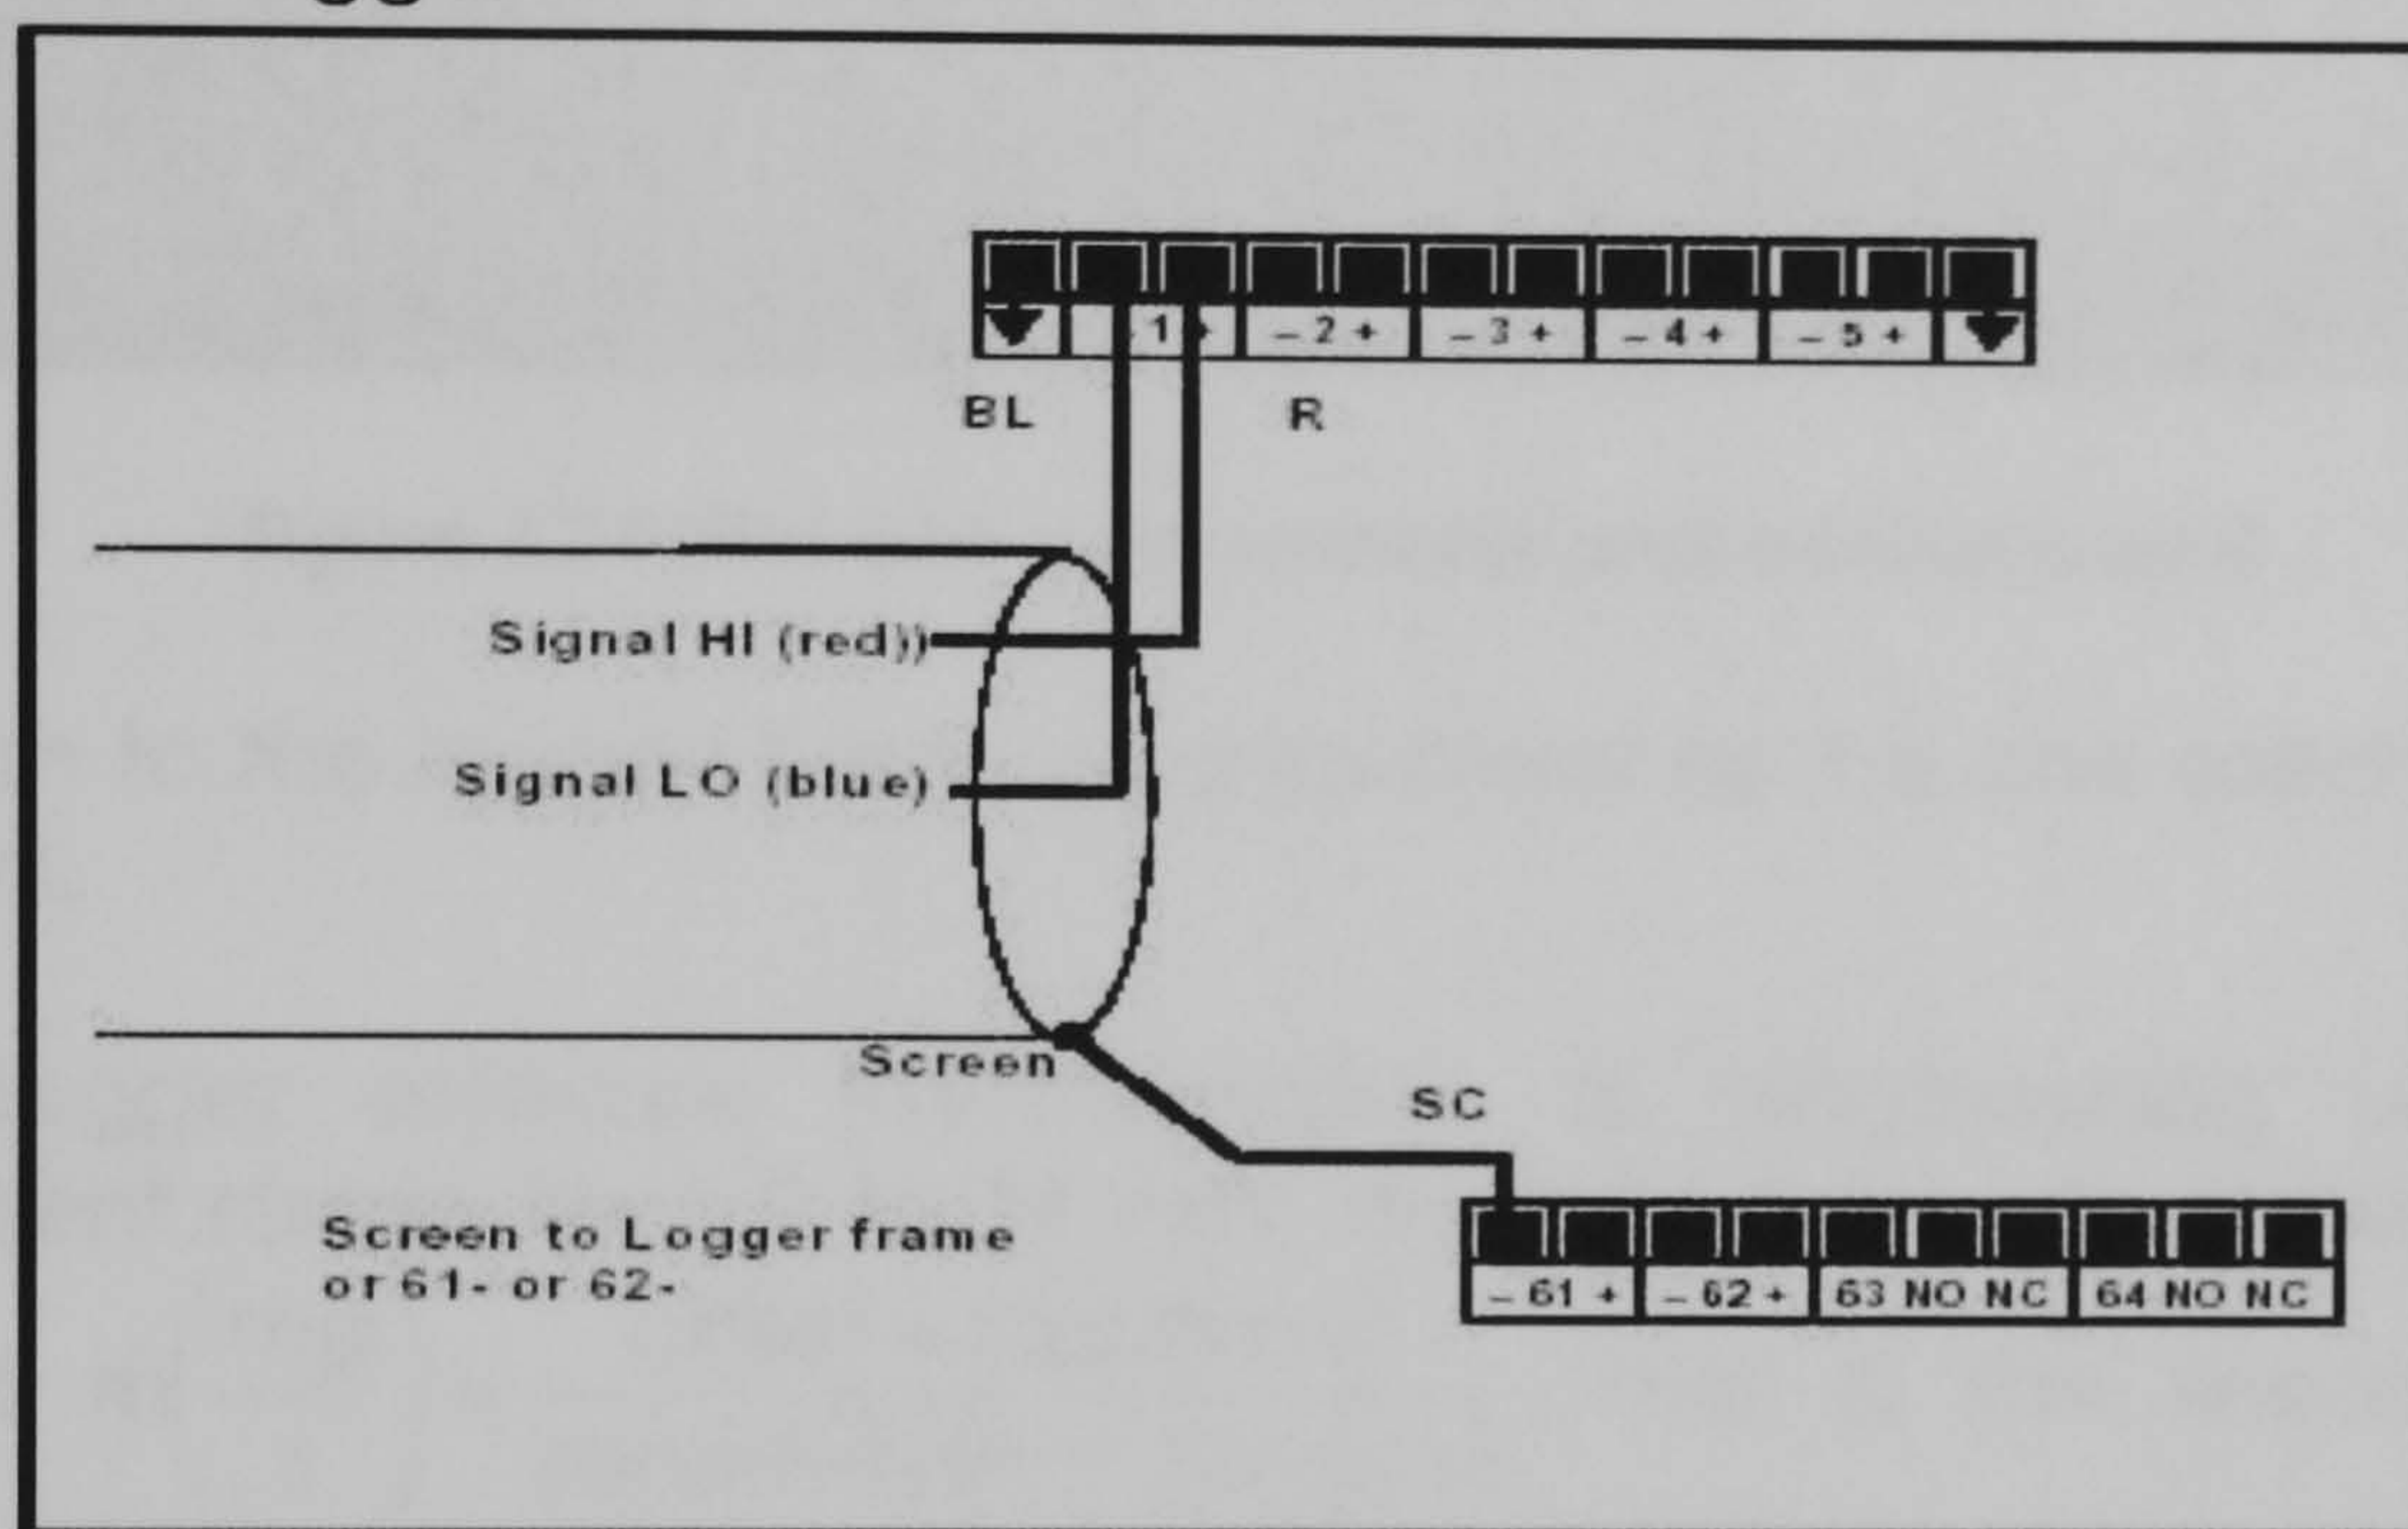 – 1 +
– 2 +
– 3 +
– 4 +
– 5 +
BL
R
Signal HI (red))
Signal LO (blue)
Screen
SC
Screen to Logger frame
or 61- or 62-
– 61 +
– 62 +
63 NO NC
64 NO NC